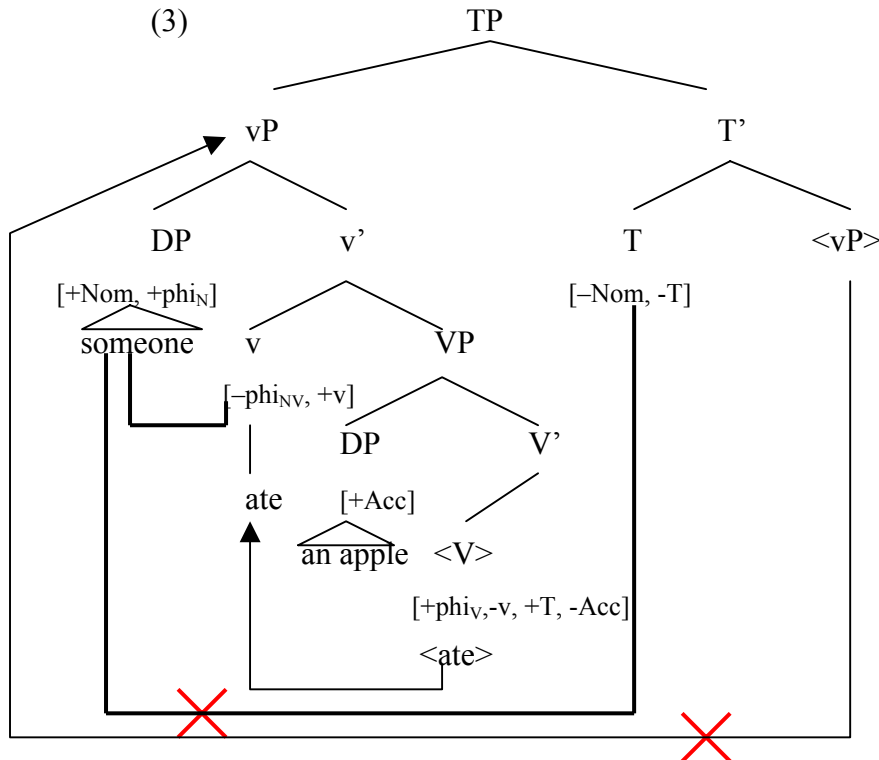 (3) TP
vP T’
DP v’ T <vP>
[+Nom, +phiN] [–Nom, -T]
someone v VP
[–phiNV, +v]
DP V’
ate [+Acc]
an apple <V>
[+phiV,-v, +T, -Acc]
<ate>